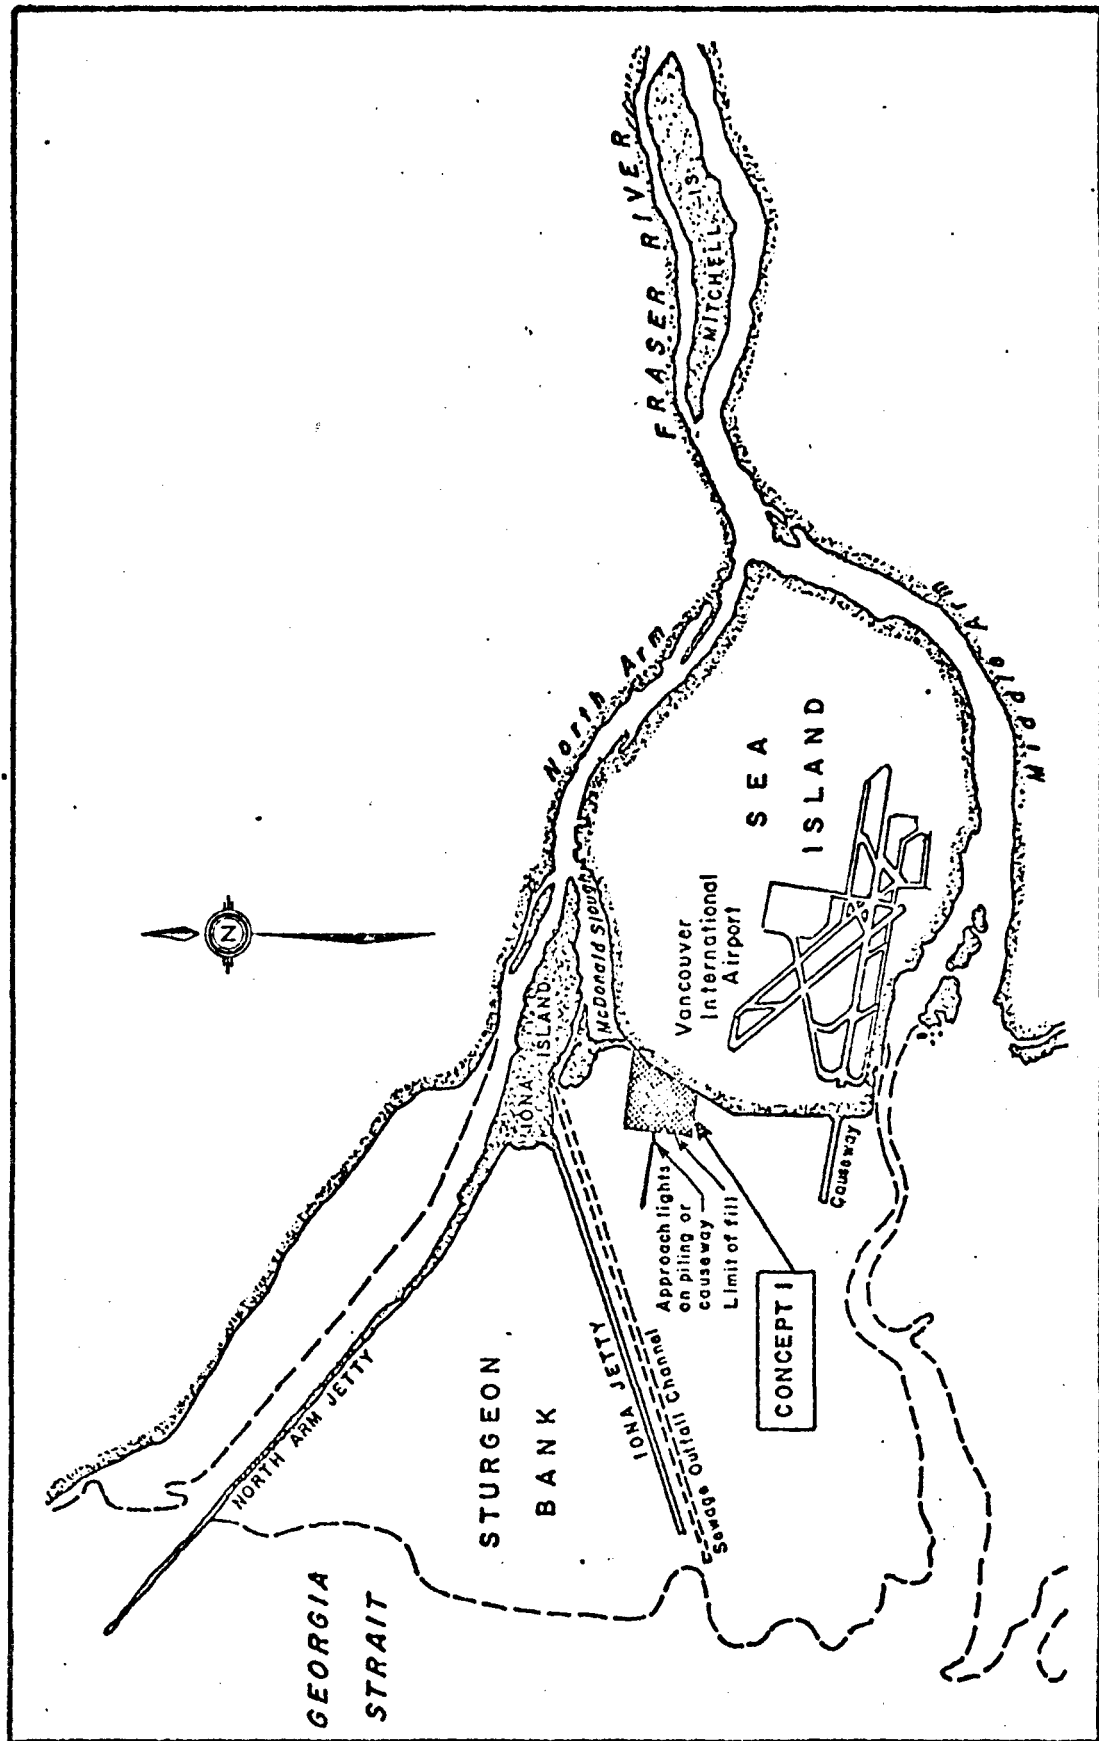 FRASER RIVER
MITCHELL IS
North Arm
Middle Arm
SEA
ISLAND
Vancouver
International
Airport
McDonald Slough
IONA
ISLAND
N
Causeway
Approach lights
on piling or
causeway
Limit of fill
CONCEPT 1
IONA JETTY
Sewage Outfall Channel
NORTH ARM JETTY
STURGEON
BANK
GEORGIA
STRAIT